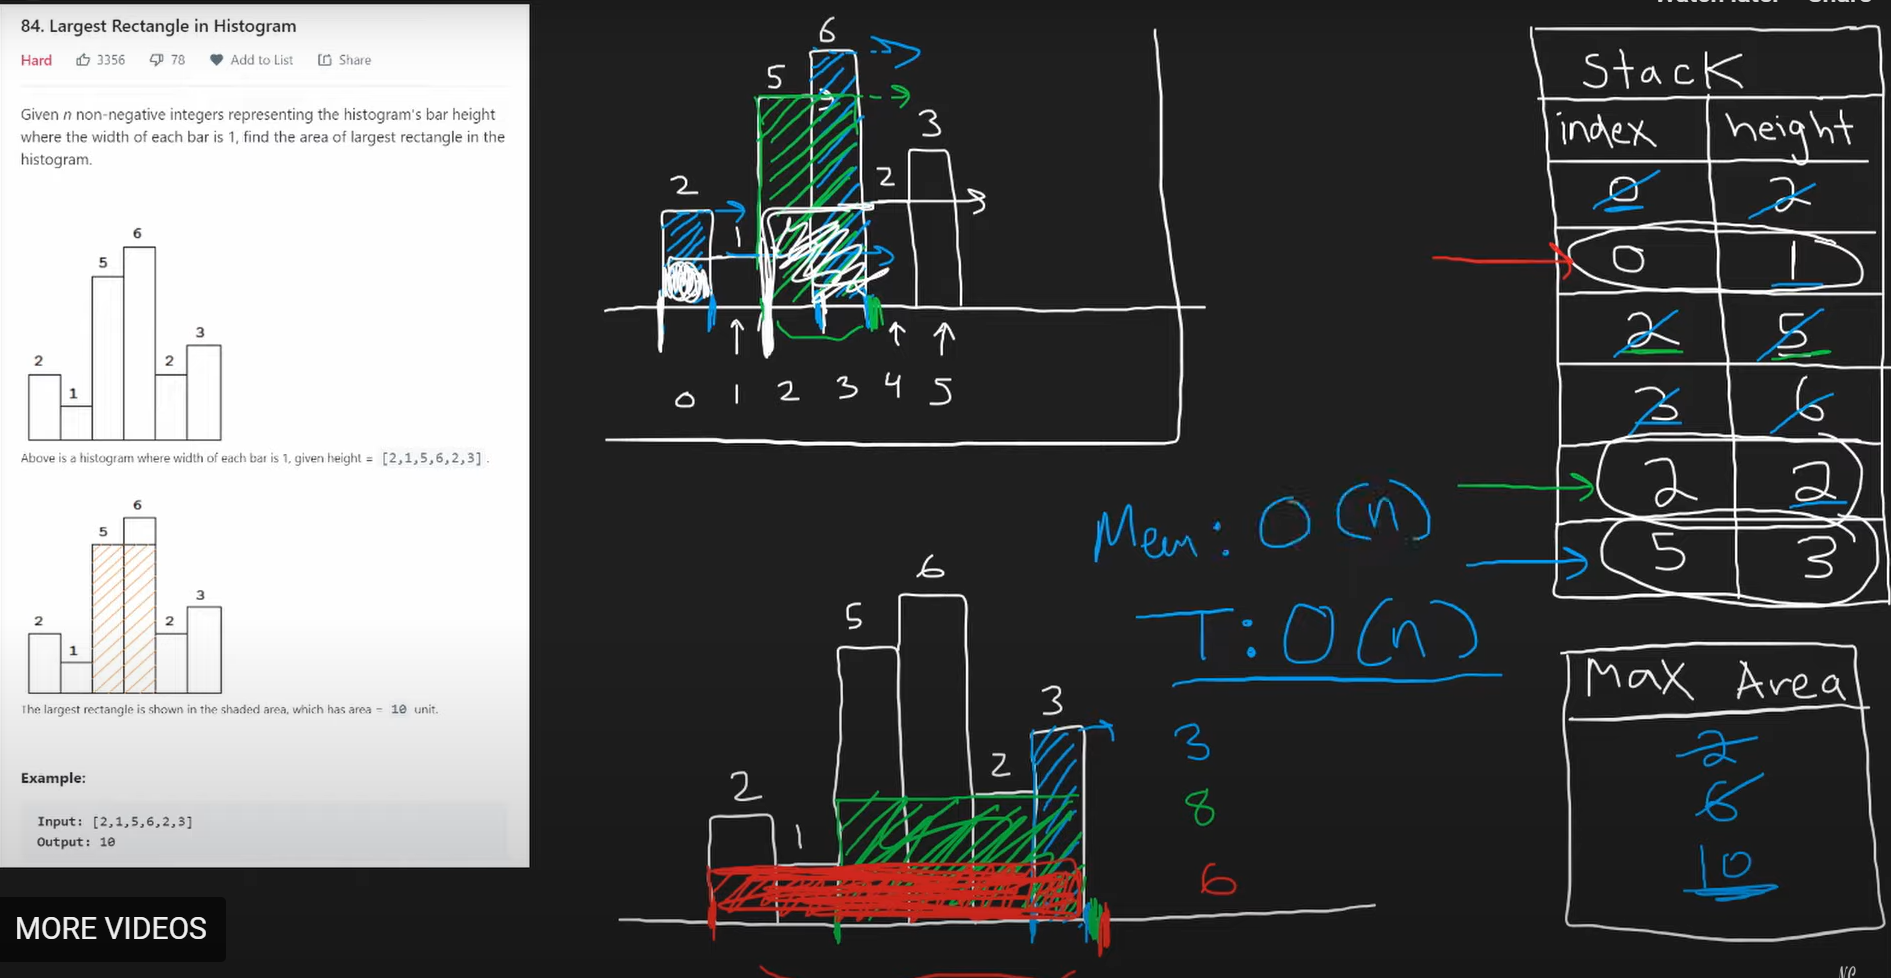 84. Largest Rectangle in Histogram
Hard 3356 78 Add to List Share
Given n non-negative integers representing the histogram's bar height
where the width of each bar is 1, find the area of largest rectangle in the
histogram.
6
5
3
2
2
1
Above is a histogram where width of each bar is 1, given height = [2,1,5,6,2,3].
6
5
3
2
2
1
The largest rectangle is shown in the shaded area, which has area = 10 unit.
Example:
Input: [2,1,5,6,2,3]
Output: 10
MORE VIDEOS
6
5
3
2
2
1
0 1 2 3 4 5
Mem: O(n)
T: O(n)
6
5
3
2
2
1
3
8
6
Stack
index height
0 2
0 1
2 5
3 6
2 2
5 3
Max Area
2
6
10